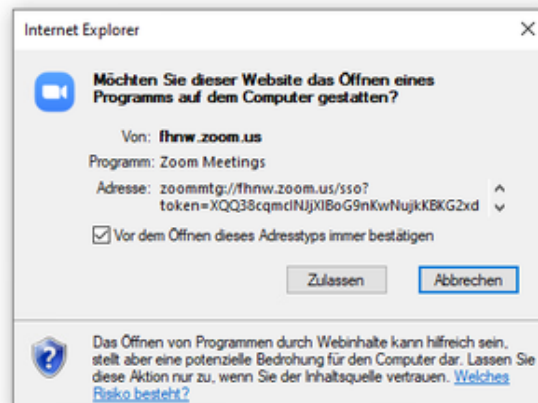 Internet Explorer
Möchten Sie dieser Website das Öffnen eines
Programms auf dem Computer gestatten?
Von: fhnw.zoom.us
Programm: Zoom Meetings
Adresse: zoommtg://fhnw.zoom.us/sso?
Vor dem Öffnen dieses Adresstyps immer bestätigen
Zulassen Abbrechen
Das Öffnen von Programmen durch Webinhalte kann hilfreich sein,
stellt aber eine potenzielle Bedrohung für den Computer dar. Lassen Sie
diese Aktion nur zu, wenn Sie der Inhaltsquelle vertrauen. Welches
Risiko besteht?